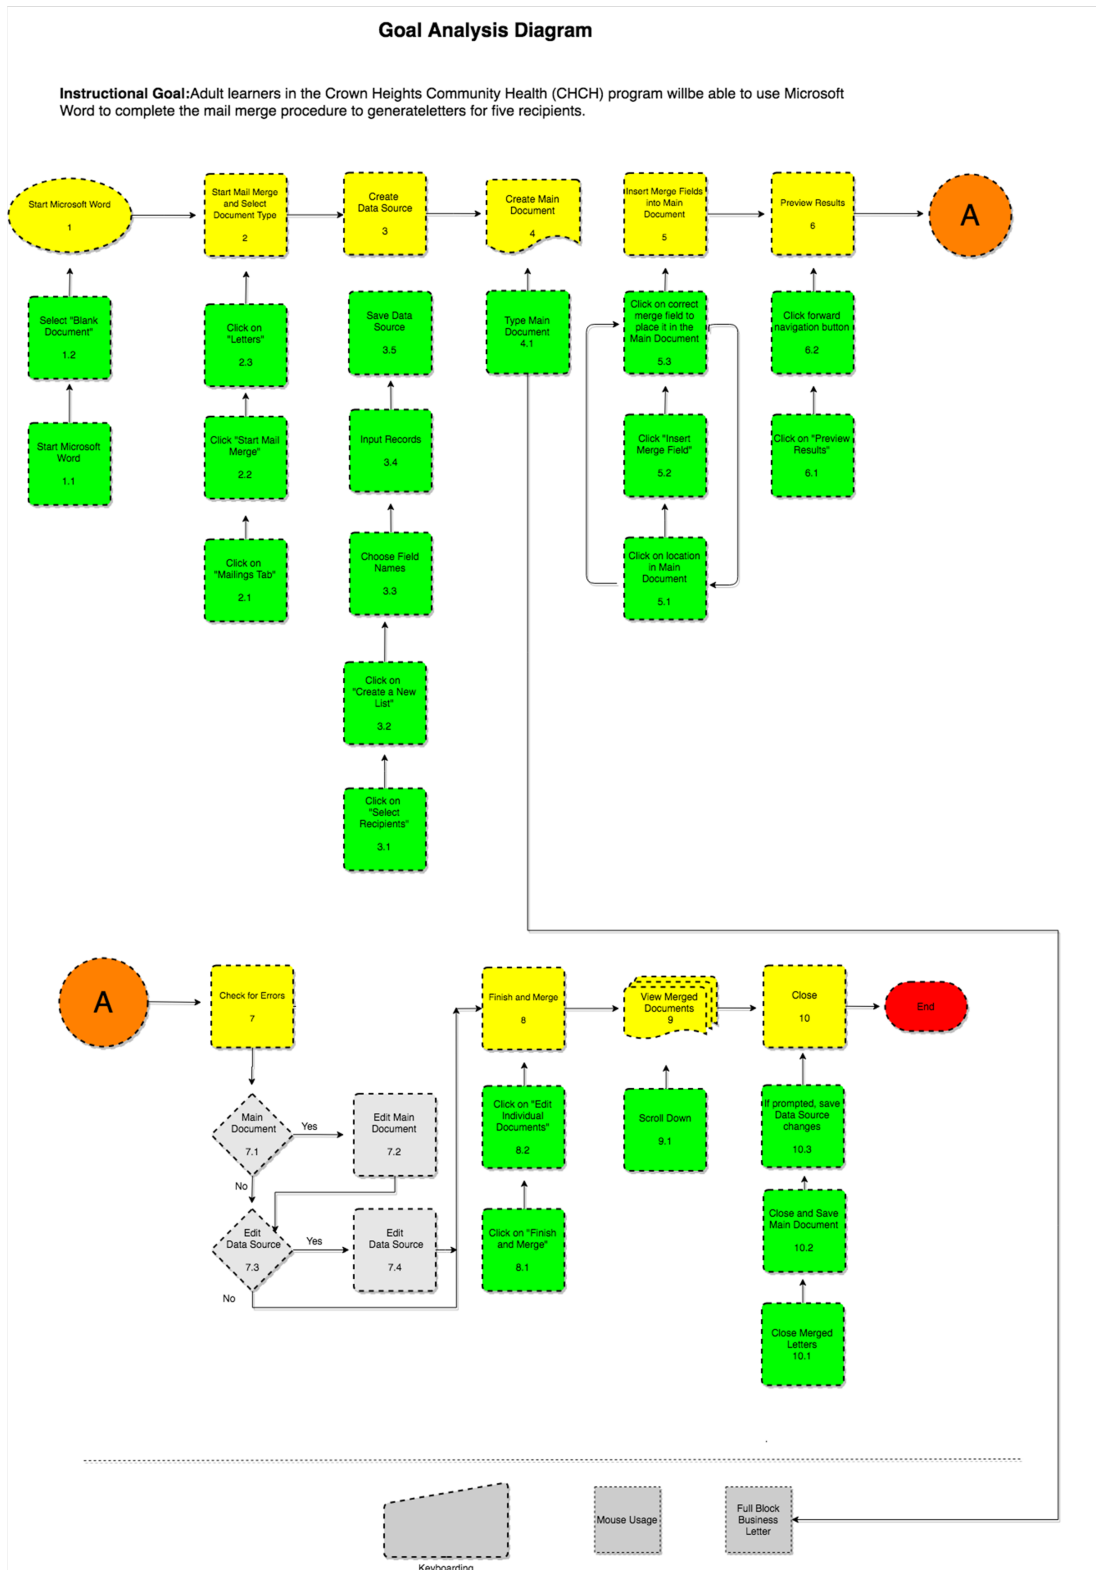 Goal Analysis Diagram
Instructional Goal:Adult learners in the Crown Heights Community Health (CHCH) program willbe able to use Microsoft
Word to complete the mail merge procedure to generateletters for five recipients.
Start Microsoft Word
1
Start Mail Merge
and Select
Document Type
2
Create
Data Source
3
Create Main
Document
4
Insert Merge Fields
into Main
Document
5
Preview Results
6
A
Select "Blank
Document"
1.2
Start Microsoft
Word
1.1
Click on
"Letters"
2.3
Click "Start Mail
Merge"
2.2
Click on
"Mailings Tab"
2.1
Save Data
Source
3.5
Input Records
3.4
Choose Field
Names
3.3
Click on
"Create a New
List"
3.2
Click on
"Select
Recipients"
3.1
Type Main
Document
4.1
Click on correct
merge field to
place it in the
Main Document
5.3
Click "Insert
Merge Field"
5.2
Click on location
in Main
Document
5.1
Click forward
navigation button
6.2
Click on "Preview
Results"
6.1
A
Check for Errors
7
Main
Document
7.1
Yes
Edit Main
Document
7.2
No
Edit
Data Source
7.3
Yes
Edit
Data Source
7.4
No
Finish and Merge
8
Click on "Edit
Individual
Documents"
8.2
Click on "Finish
and Merge"
8.1
View Merged
Documents
9
Scroll Down
9.1
Close
10
If prompted, save
Data Source
changes
10.3
Close and Save
Main Document
10.2
Close Merged
Letters
10.1
End
Keyboarding
Mouse Usage
Full Block
Business
Letter